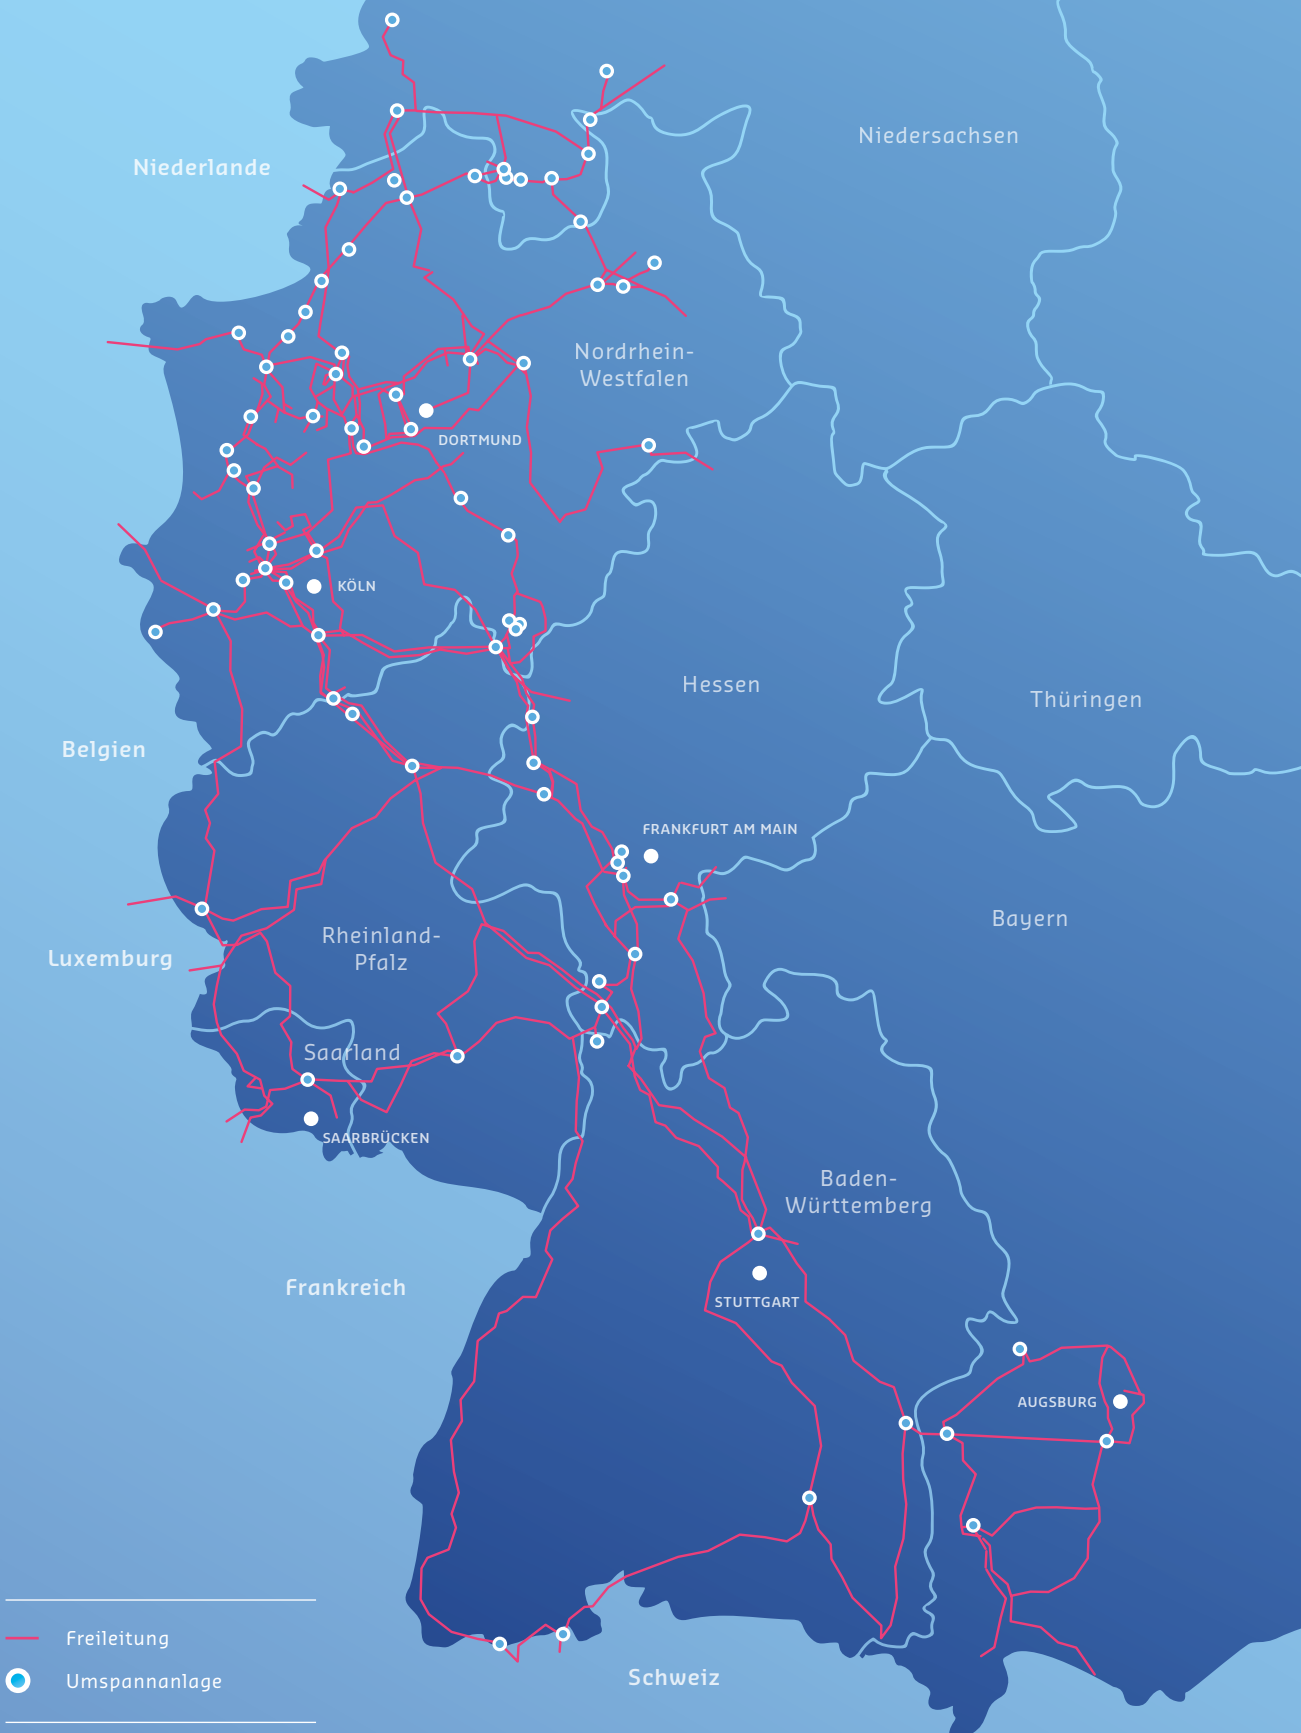 Niedersachsen
Niederlande
Nordrhein-
Westfalen
DORTMUND
KÖLN
Hessen
Thüringen
Belgien
FRANKFURT AM MAIN
Bayern
Rheinland-
Pfalz
Luxemburg
Saarland
SAARBRÜCKEN
Baden-
Württemberg
Frankreich
STUTTGART
AUGSBURG
Freileitung
Umspannanlage
Schweiz